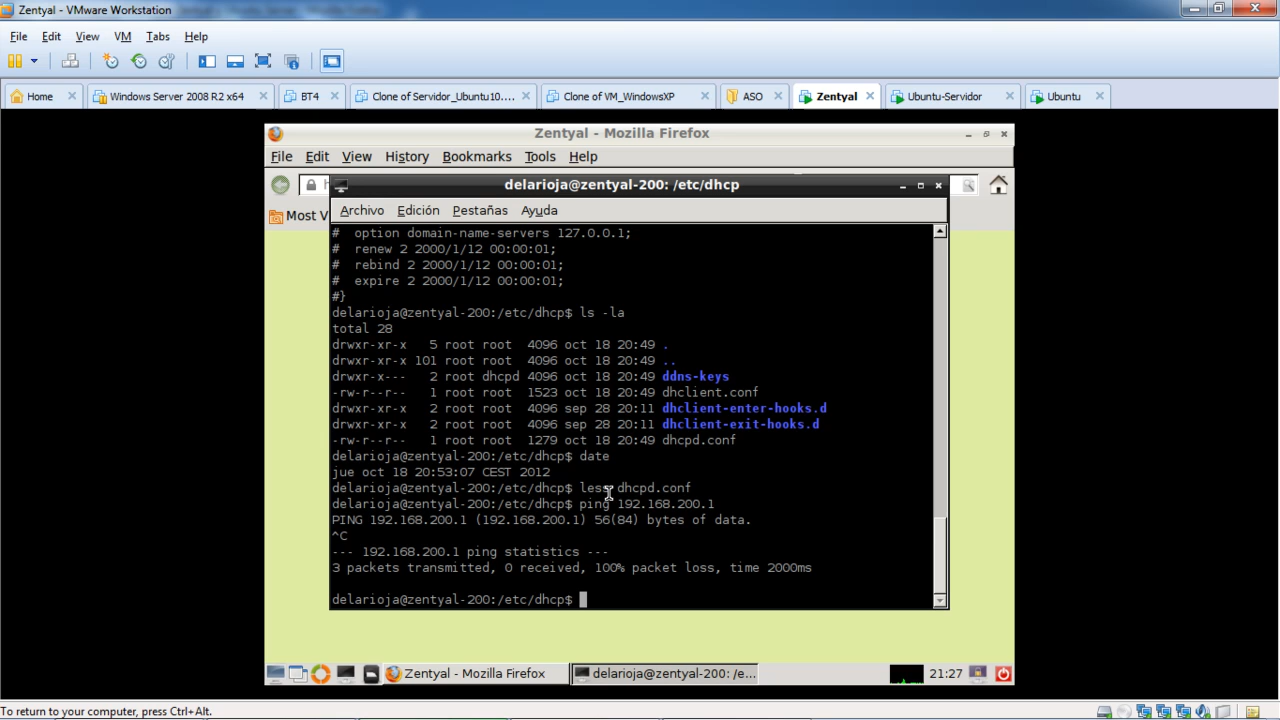 Zentyal - VMware Workstation
File Edit View VM Tabs Help
Home Windows Server 2008 R2 x64 BT4 Clone of Servidor_Ubuntu10.... Clone of VM_WindowsXP ASO Zentyal Ubuntu-Servidor Ubuntu
Zentyal - Mozilla Firefox
File Edit View History Bookmarks Tools Help
delarioja@zentyal-200: /etc/dhcp
Most V
Archivo Edición Pestañas Ayuda
#  option domain-name-servers 127.0.0.1;
#  renew 2 2000/1/12 00:00:01;
#  rebind 2 2000/1/12 00:00:01;
#  expire 2 2000/1/12 00:00:01;
#}
delarioja@zentyal-200:/etc/dhcp$ ls -la
total 28
drwxr-xr-x   5 root root  4096 oct 18 20:49 .
drwxr-xr-x 101 root root  4096 oct 18 20:49 ..
drwxr-x---   2 root dhcpd 4096 oct 18 20:49 ddns-keys
-rw-r--r--   1 root root  1523 oct 18 20:49 dhclient.conf
drwxr-xr-x   2 root root  4096 sep 28 20:11 dhclient-enter-hooks.d
drwxr-xr-x   2 root root  4096 sep 28 20:11 dhclient-exit-hooks.d
-rw-r--r--   1 root root  1279 oct 18 20:49 dhcpd.conf
delarioja@zentyal-200:/etc/dhcp$ date
jue oct 18 20:53:07 CEST 2012
delarioja@zentyal-200:/etc/dhcp$ less dhcpd.conf
delarioja@zentyal-200:/etc/dhcp$ ping 192.168.200.1
PING 192.168.200.1 (192.168.200.1) 56(84) bytes of data.
^C
--- 192.168.200.1 ping statistics ---
3 packets transmitted, 0 received, 100% packet loss, time 2000ms
delarioja@zentyal-200:/etc/dhcp$
Zentyal - Mozilla Firefox delarioja@zentyal-200: /e... 21:27
To return to your computer, press Ctrl+Alt.